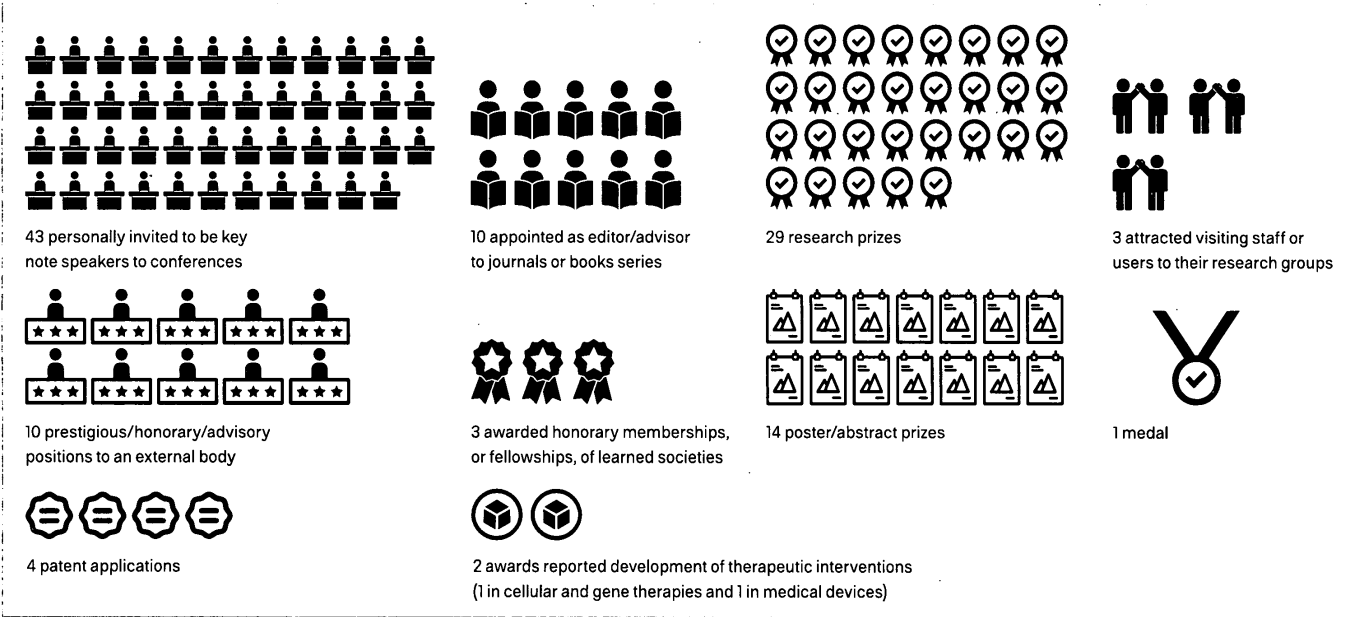 43 personally invited to be key
note speakers to conferences
10 appointed as editor/advisor
to journals or books series
29 research prizes
3 attracted visiting staff or
users to their research groups
10 prestigious/honorary/advisory
positions to an external body
3 awarded honorary memberships,
or fellowships, of learned societies
14 poster/abstract prizes
1 medal
4 patent applications
2 awards reported development of therapeutic interventions
(1 in cellular and gene therapies and 1 in medical devices)